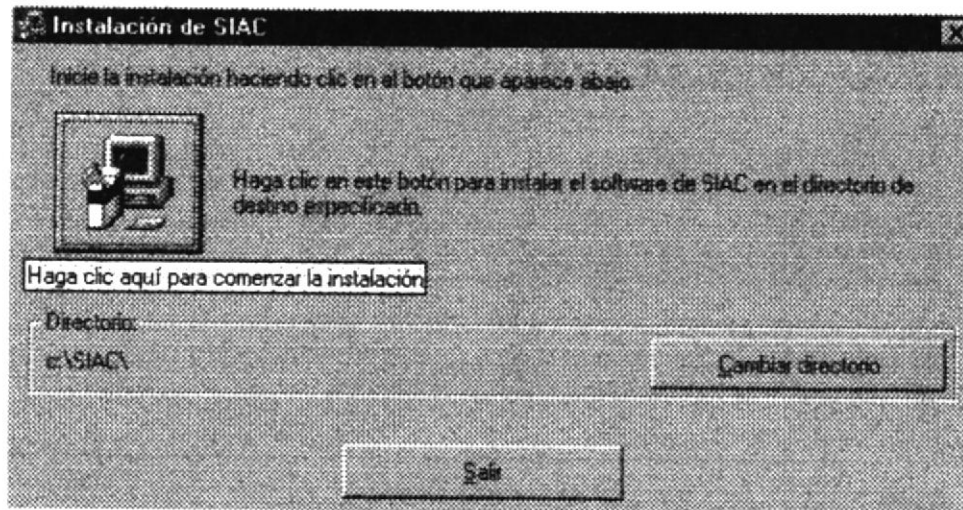 Instalación de SIAC
Inicie la instalación haciendo clic en el botón que aparece abajo.
Haga clic en este botón para instalar el software de SIAC en el directorio de
destino especificado.
Haga clic aquí para comenzar la instalación
Directorio:
c:\SIAC\
Cambiar directorio
Salir